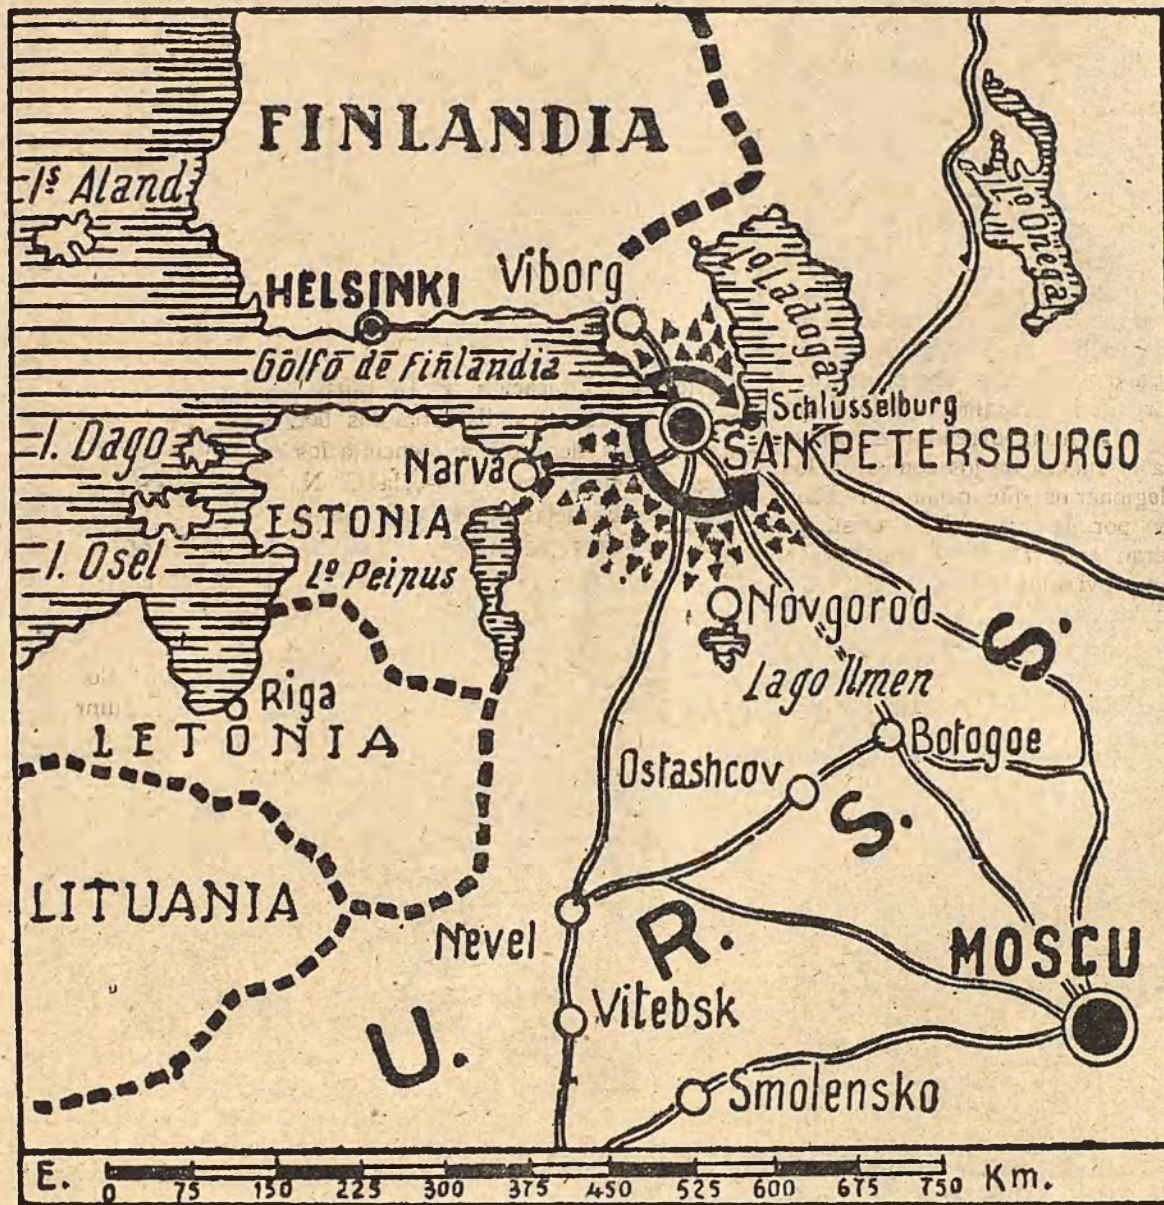 FINLANDIA
Iˢ Aland
Lº Onega
Viborg
Lº Ladoga
HELSINKI
Golfo de Finlandia
Schlüsselburg
I. Dago
SAN PETERSBURGO
Narva
ESTONIA
I. Osel
Lº Peipus
Novgorod
S.
Lago Ilmen
Riga
LETONIA
Botogoe
Ostashcov
S.
LITUANIA
Nevel
R.
MOSCU
Vitebsk
U.
Smolensko
E. 0 75 150 225 300 375 450 525 600 675 750 Km.